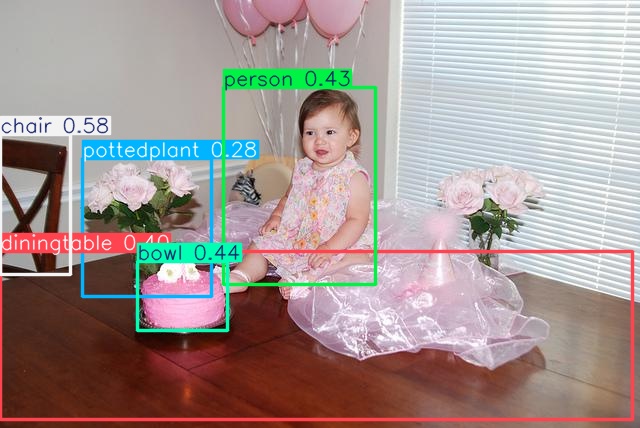 person 0.43
chair 0.58
pottedplant 0.28
diningtable 0.40
bowl 0.44